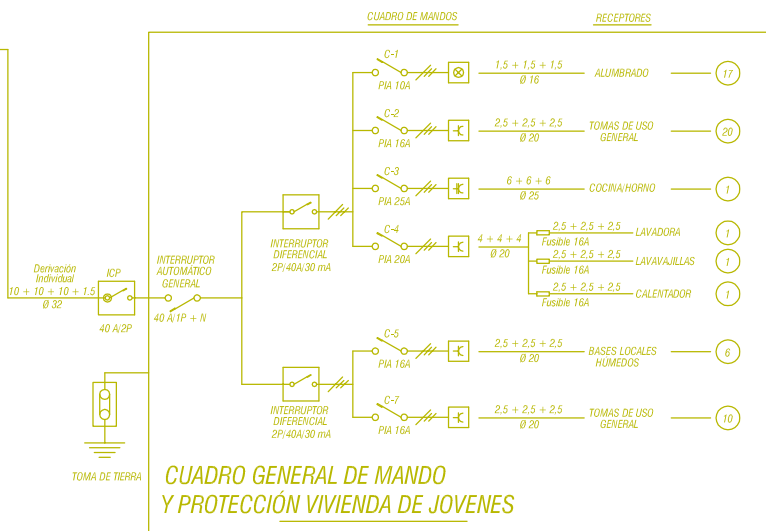 CUADRO DE MANDOS
RECEPTORES
C-1
PIA 10A
1,5 + 1,5 + 1,5
Ø 16
ALUMBRADO
17
C-2
PIA 16A
2,5 + 2,5 + 2,5
Ø 20
TOMAS DE USO
GENERAL
20
C-3
PIA 25A
6 + 6 + 6
Ø 25
COCINA/HORNO
1
INTERRUPTOR
DIFERENCIAL
2P/40A/30 mA
C-4
PIA 20A
4 + 4 + 4
Ø 20
2,5 + 2,5 + 2,5
Fusible 16A
LAVADORA
1
2,5 + 2,5 + 2,5
Fusible 16A
LAVAVAJILLAS
1
2,5 + 2,5 + 2,5
Fusible 16A
CALENTADOR
1
Derivación
Individual
10 + 10 + 10 + 1.5
Ø 32
ICP
40 A/2P
INTERRUPTOR
AUTOMÁTICO
GENERAL
40 A/1P + N
C-5
PIA 16A
2,5 + 2,5 + 2,5
Ø 20
BASES LOCALES
HÚMEDOS
6
INTERRUPTOR
DIFERENCIAL
2P/40A/30 mA
C-7
PIA 16A
2,5 + 2,5 + 2,5
Ø 20
TOMAS DE USO
GENERAL
10
TOMA DE TIERRA
CUADRO GENERAL DE MANDO
Y PROTECCIÓN VIVIENDA DE JOVENES